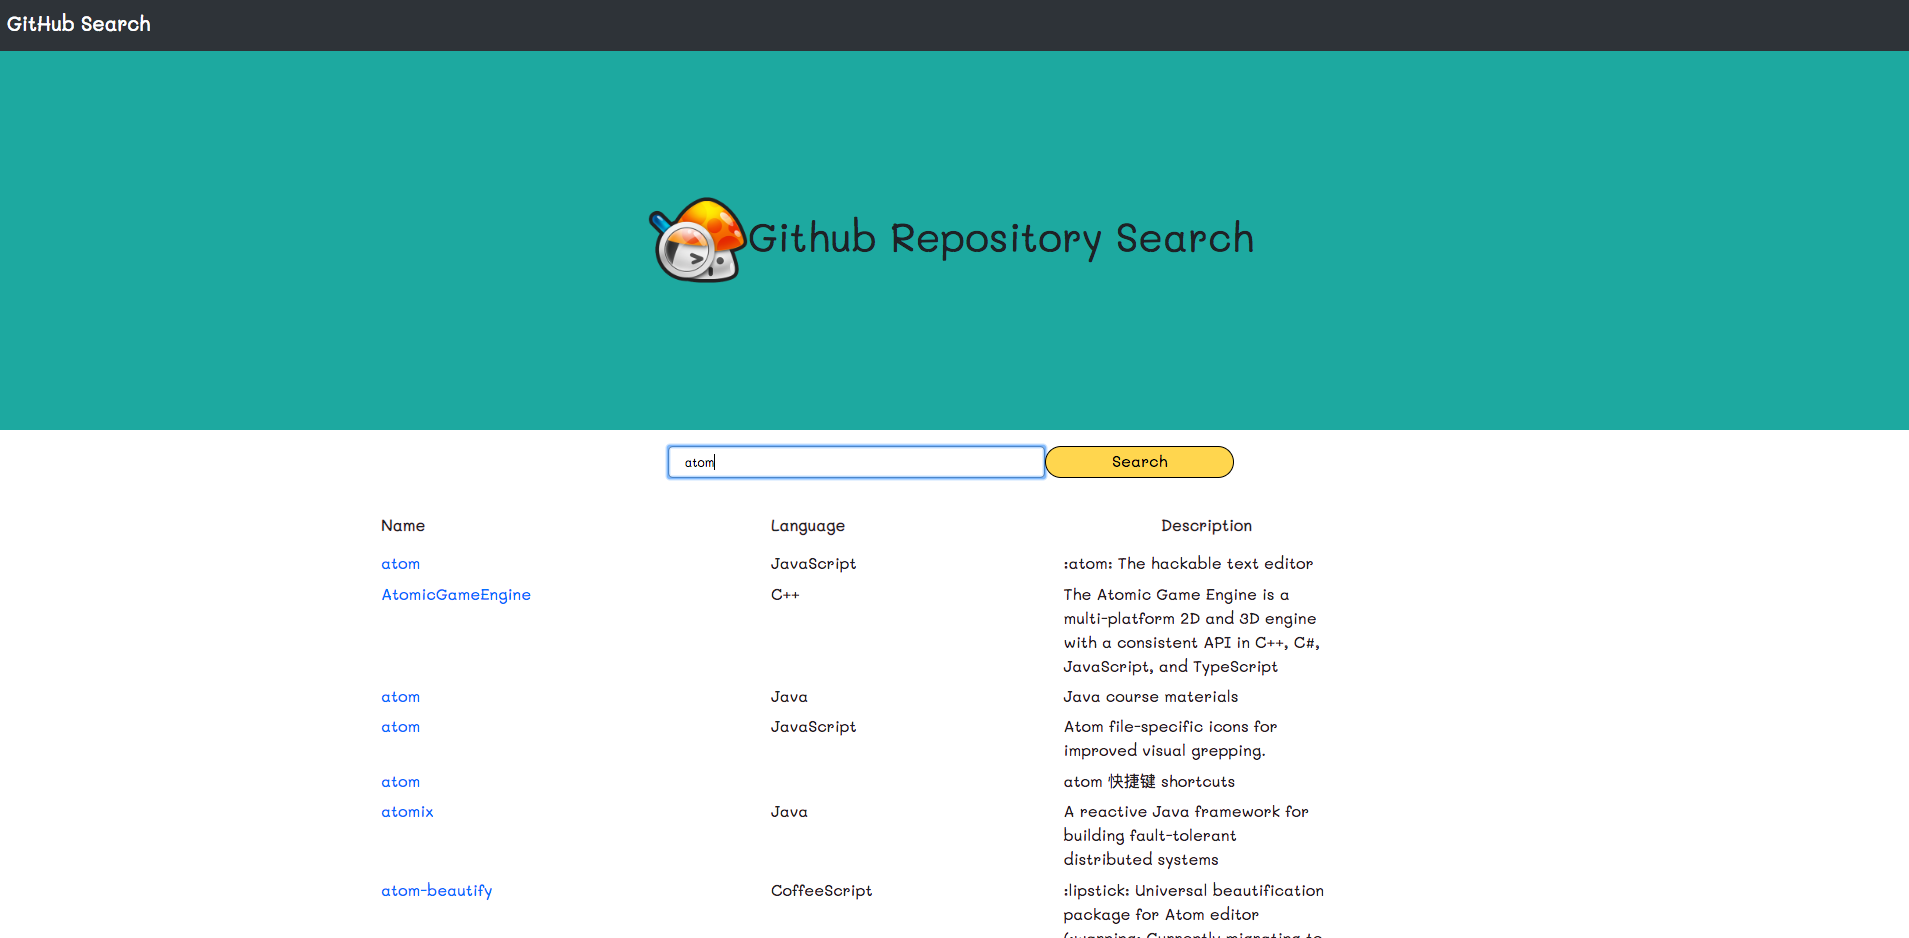 GitHub Search
Github Repository Search
atom
Search
Name Language Description
atom JavaScript :atom: The hackable text editor
AtomicGameEngine C++ The Atomic Game Engine is a
multi-platform 2D and 3D engine
with a consistent API in C++, C#,
JavaScript, and TypeScript
atom Java Java course materials
atom JavaScript Atom file-specific icons for
improved visual grepping.
atom atom 快捷键 shortcuts
atomix Java A reactive Java framework for
building fault-tolerant
distributed systems
atom-beautify CoffeeScript :lipstick: Universal beautification
package for Atom editor
(:warning: Currently migrating to